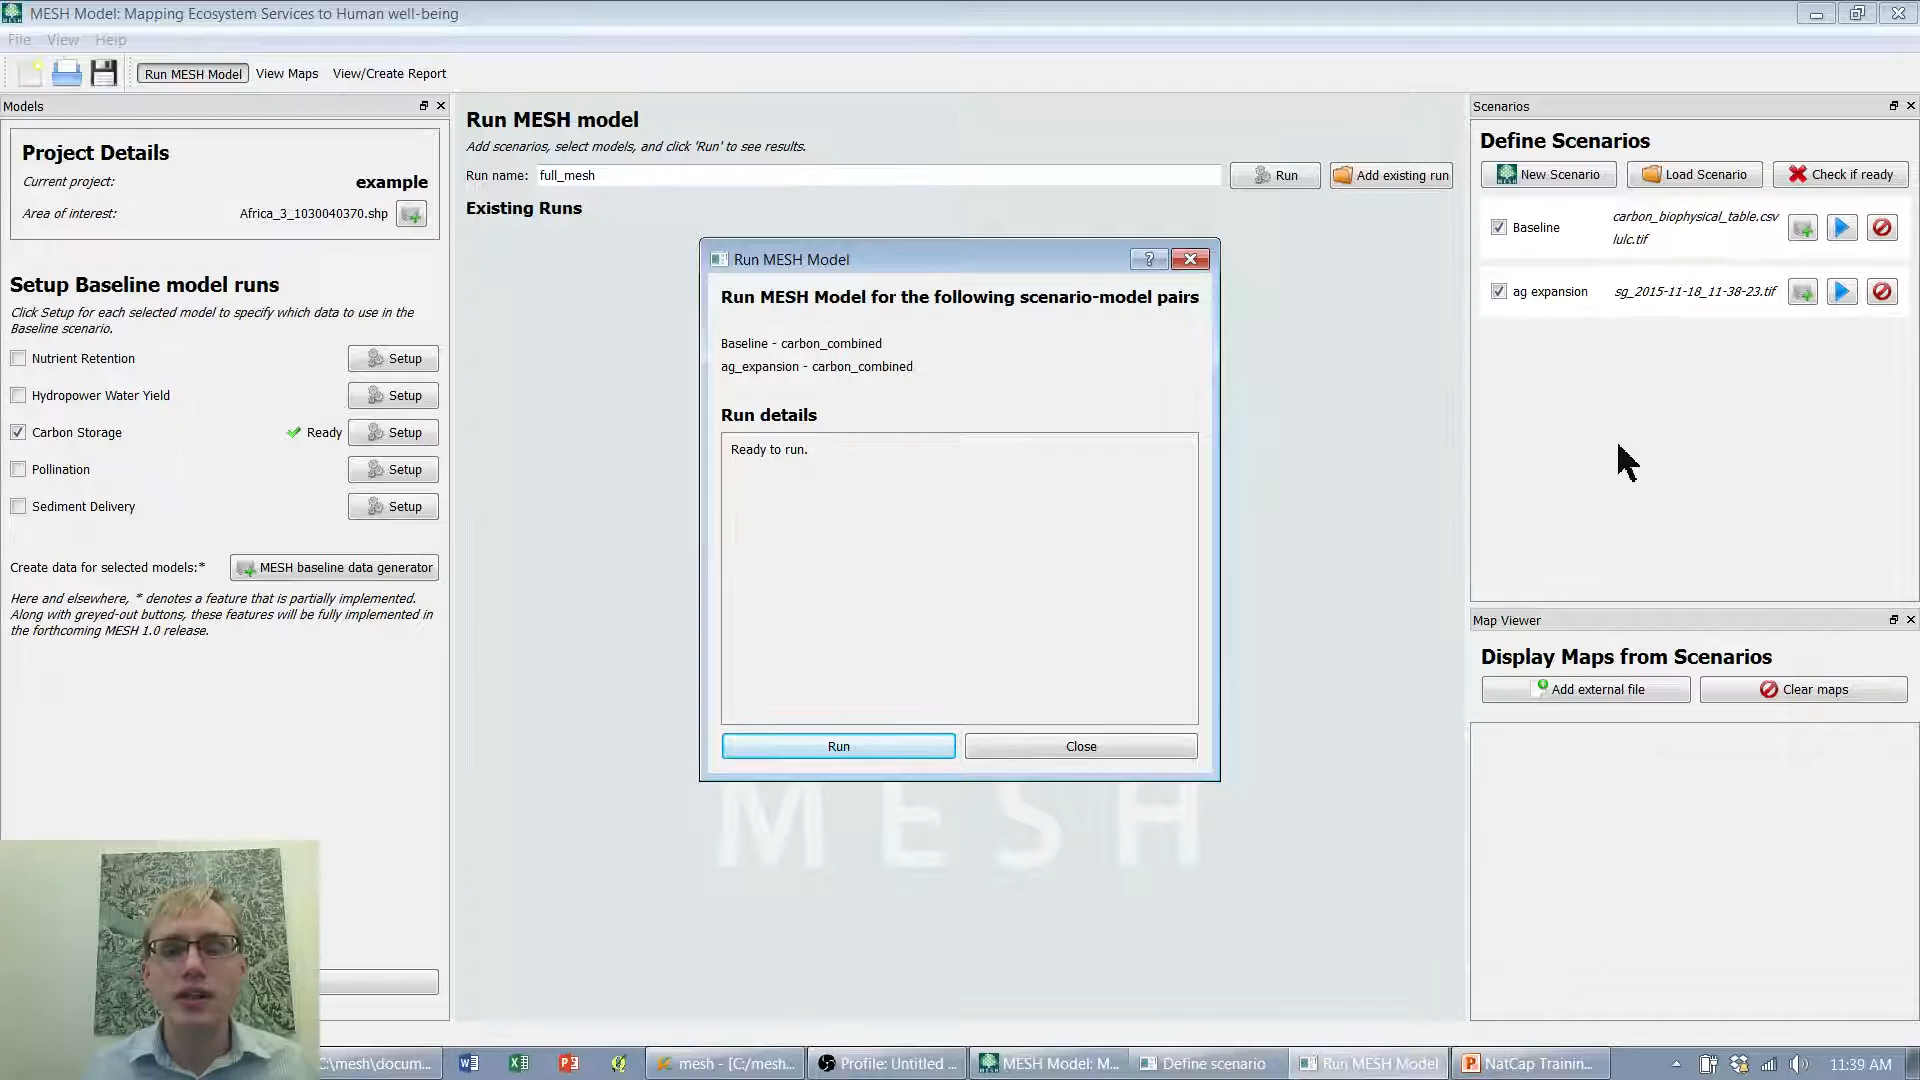 MESH Model: Mapping Ecosystem Services to Human well-being
File View Help
Run MESH Model View Maps View/Create Report
Models
Project Details
Current project: example
Area of interest: Africa_3_1030040370.shp
Setup Baseline model runs
Click Setup for each selected model to specify which data to use in the
Baseline scenario.
Nutrient Retention Setup
Hydropower Water Yield Setup
Carbon Storage Ready Setup
Pollination Setup
Sediment Delivery Setup
Create data for selected models:* MESH baseline data generator
Here and elsewhere, * denotes a feature that is partially implemented.
Along with greyed-out buttons, these features will be fully implemented in
the forthcoming MESH 1.0 release.
Run MESH model
Add scenarios, select models, and click 'Run' to see results.
Run name: full_mesh Run Add existing run
Existing Runs
Run MESH Model
Run MESH Model for the following scenario-model pairs
Baseline - carbon_combined
ag_expansion - carbon_combined
Run details
Ready to run.
Run Close
MESH
Scenarios
Define Scenarios
New Scenario Load Scenario Check if ready
Baseline carbon_biophysical_table.csv
lulc.tif
ag expansion sg_2015-11-18_11-38-23.tif
Map Viewer
Display Maps from Scenarios
Add external file Clear maps
C:\mesh\docum... mesh - [C:/mesh... Profile: Untitled ... MESH Model: M... Define scenario Run MESH Model NatCap Trainin... 11:39 AM